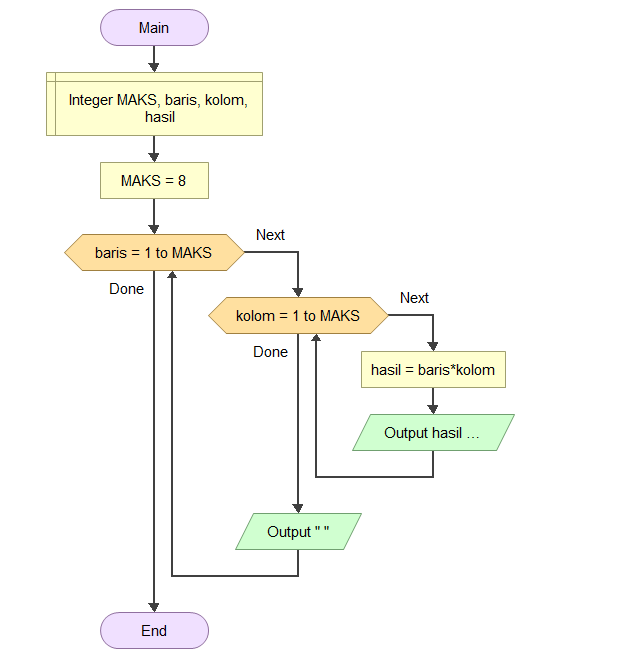 Main
Integer MAKS, baris, kolom,
hasil
MAKS = 8
baris = 1 to MAKS
Next
Done
kolom = 1 to MAKS
Next
Done
hasil = baris*kolom
Output hasil ...
Output " "
End